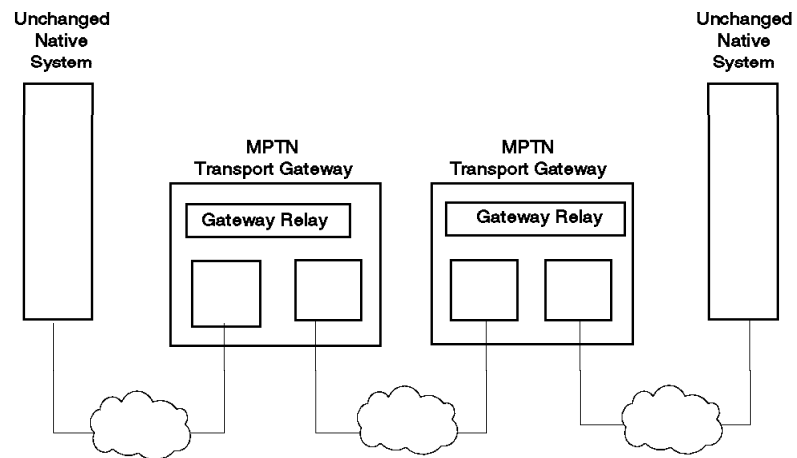 Unchanged
Native
System
Unchanged
Native
System
MPTN
Transport Gateway
MPTN
Transport Gateway
Gateway Relay
Gateway Relay